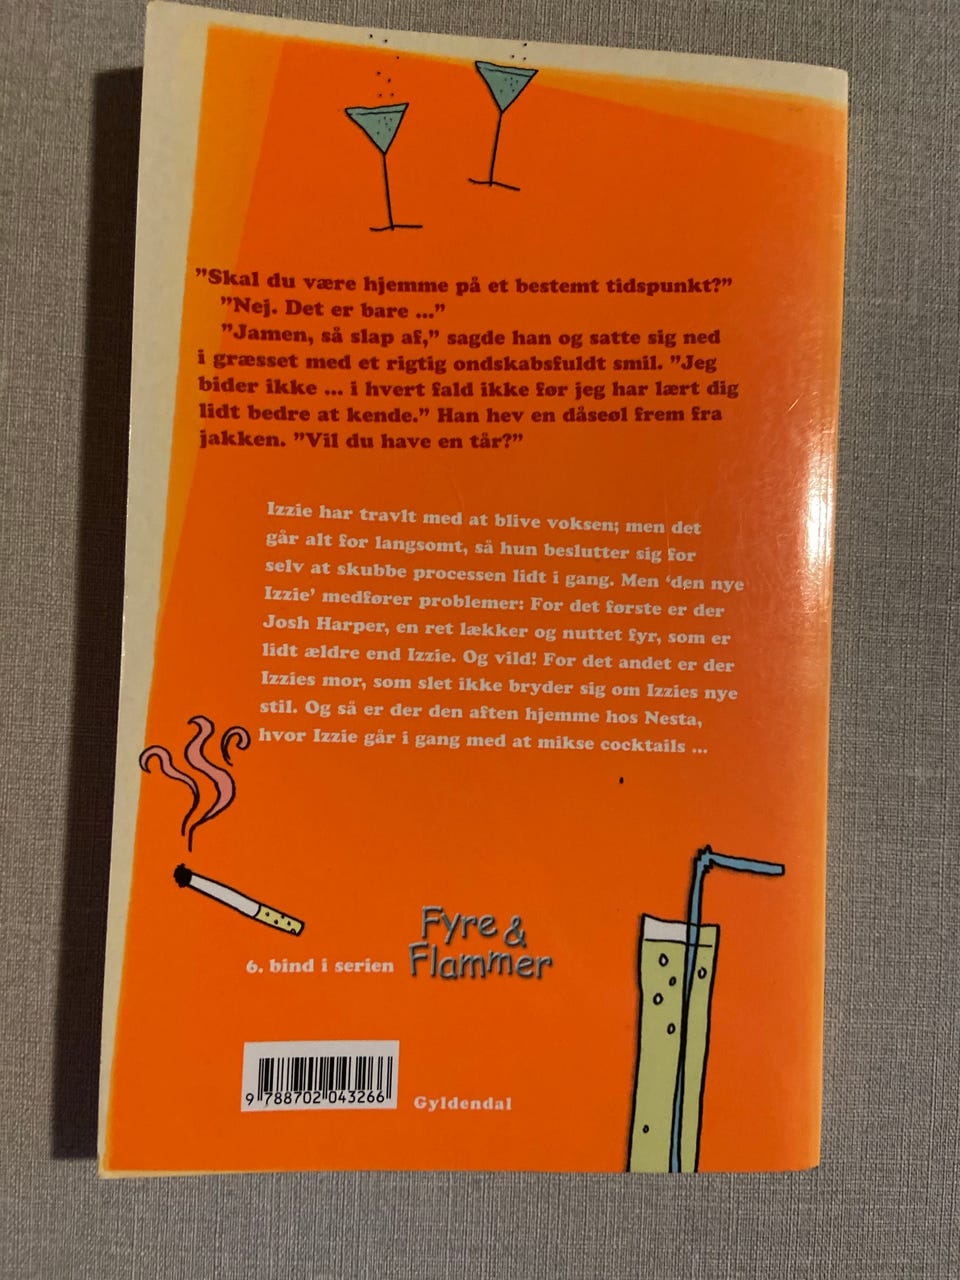 ”Skal du være hjemme på et bestemt tidspunkt?”
”Nej. Det er bare ...”
”Jamen, så slap af,” sagde han og satte sig ned
i græsset med et rigtig ondskabsfuldt smil. ”Jeg
bider ikke ... i hvert fald ikke før jeg har lært dig
lidt bedre at kende.” Han hev en dåseøl frem fra
jakken. ”Vil du have en tår?”
Izzie har travlt med at blive voksen; men det
går alt for langsomt, så hun beslutter sig for
selv at skubbe processen lidt i gang. Men ‘den nye
Izzie’ medfører problemer: For det første er der
Josh Harper, en ret lækker og nuttet fyr, som er
lidt ældre end Izzie. Og vild! For det andet er der
Izzies mor, som slet ikke bryder sig om Izzies nye
stil. Og så er der den aften hjemme hos Nesta,
hvor Izzie går i gang med at mikse cocktails ...
6. bind i serien
Fyre &
Flammer
9 788702 043266
Gyldendal